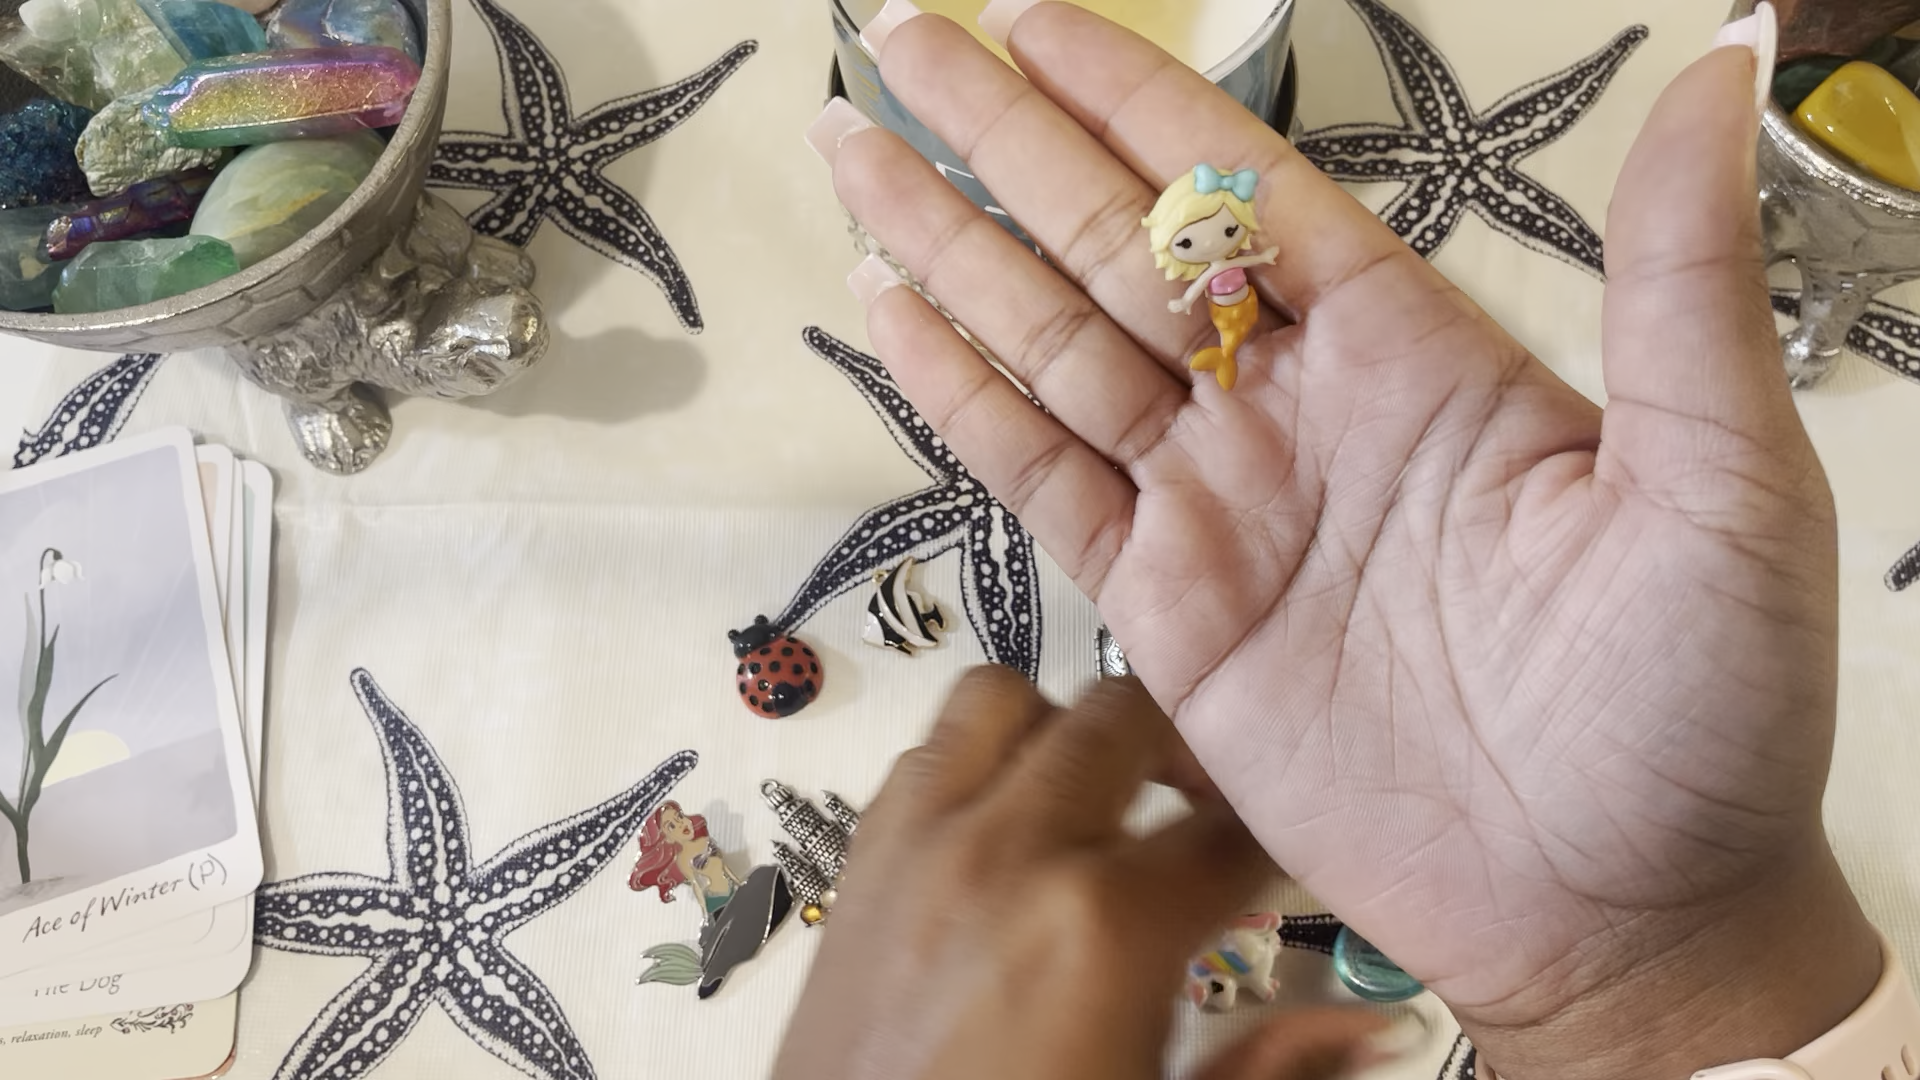 Ace of Winter (P)
The Dog
relaxation, sleep